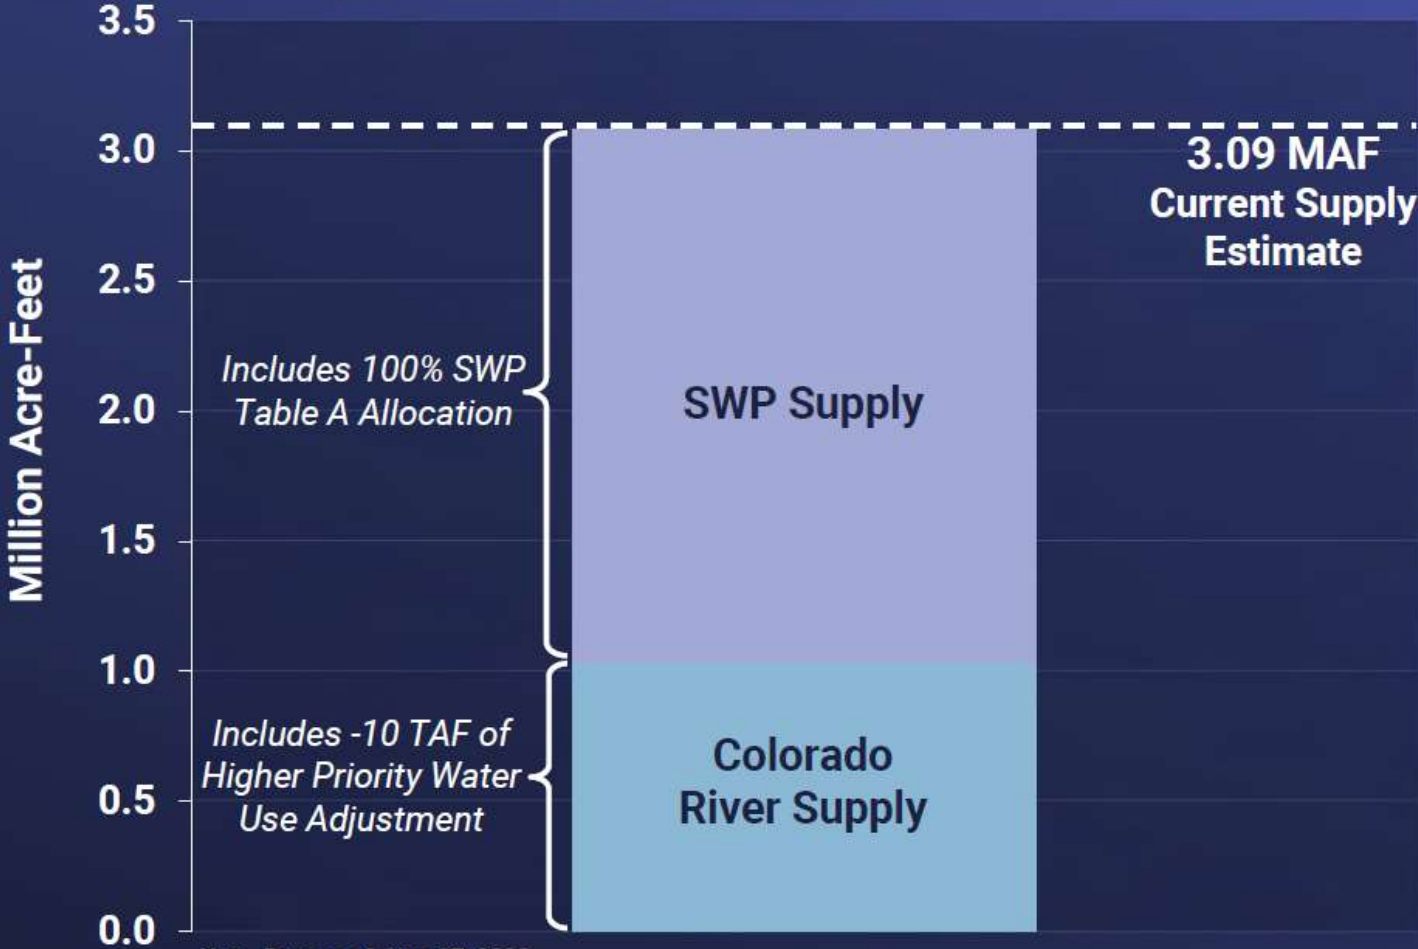 3.5
3.0
2.5
2.0
1.5
1.0
0.5
0.0
Million Acre-Feet
3.09 MAF
Current Supply
Estimate
Includes 100% SWP
Table A Allocation
SWP Supply
Includes -10 TAF of
Higher Priority Water
Use Adjustment
Colorado
River Supply